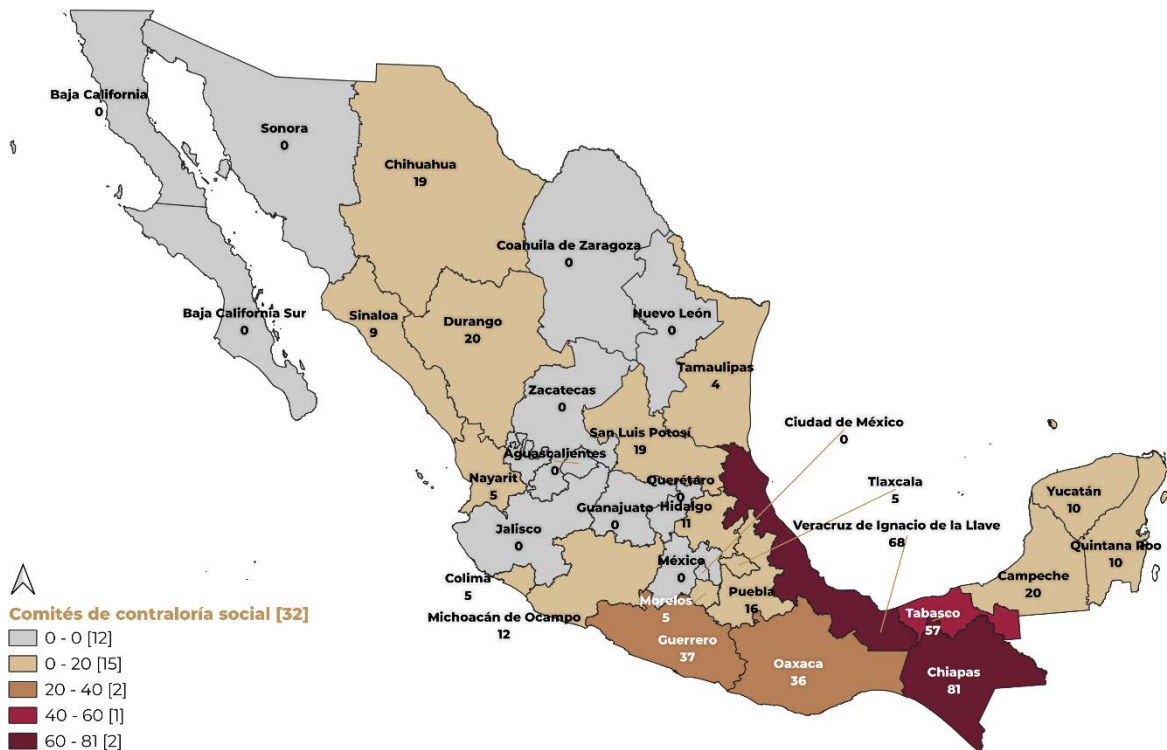 Baja California
0
Sonora
0
Chihuahua
19
Coahuila de Zaragoza
0
Baja California Sur
0
Sinaloa
9
Durango
20
Nuevo León
0
Tamaulipas
4
Zacatecas
0
Ciudad de México
0
San Luis Potosí
19
Aguascalientes
0
Nayarit
5
Querétaro
0
Tlaxcala
5
Yucatán
10
Guanajuato
0
Hidalgo
11
Veracruz de Ignacio de la Llave
68
Jalisco
0
Quintana Roo
10
México
0
Colima
5
Campeche
20
Puebla
16
Morelos
5
Michoacán de Ocampo
12
Tabasco
57
Guerrero
37
Oaxaca
36
Chiapas
81
Comités de contraloría social [32]
0 - 0 [12]
0 - 20 [15]
20 - 40 [2]
40 - 60 [1]
60 - 81 [2]